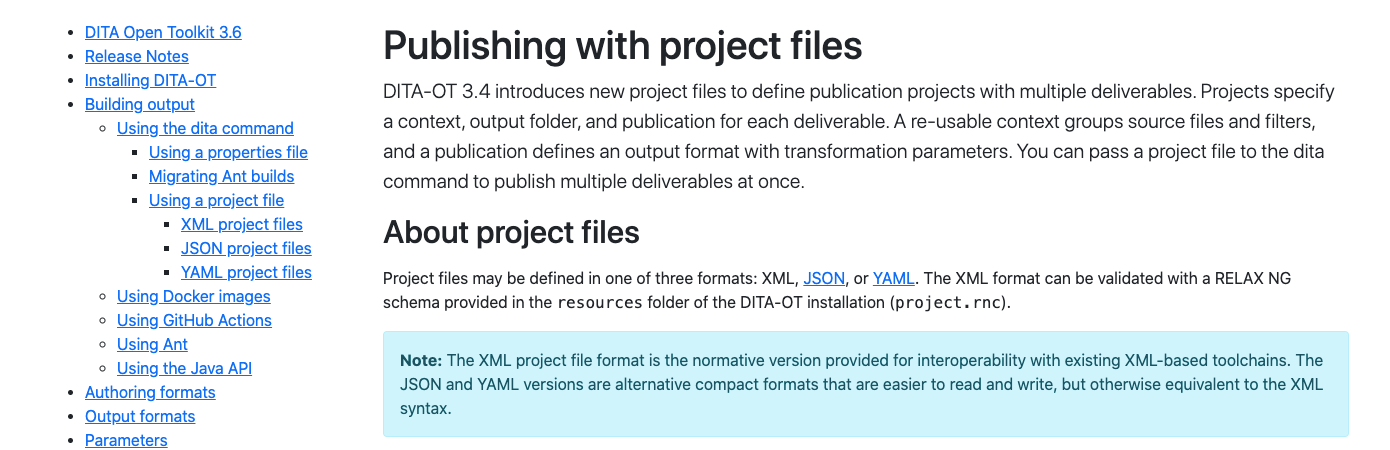 DITA Open Toolkit 3.6
Release Notes
Installing DITA-OT
Building output
Using the dita command
Using a properties file
Migrating Ant builds
Using a project file
XML project files
JSON project files
YAML project files
Using Docker images
Using GitHub Actions
Using Ant
Using the Java API
Authoring formats
Output formats
Parameters
Publishing with project files
DITA-OT 3.4 introduces new project files to define publication projects with multiple deliverables. Projects specify
a context, output folder, and publication for each deliverable. A re-usable context groups source files and filters,
and a publication defines an output format with transformation parameters. You can pass a project file to the dita
command to publish multiple deliverables at once.
About project files
Project files may be defined in one of three formats: XML, JSON, or YAML. The XML format can be validated with a RELAX NG
schema provided in the resources folder of the DITA-OT installation (project.rnc).
Note: The XML project file format is the normative version provided for interoperability with existing XML-based toolchains. The
JSON and YAML versions are alternative compact formats that are easier to read and write, but otherwise equivalent to the XML
syntax.